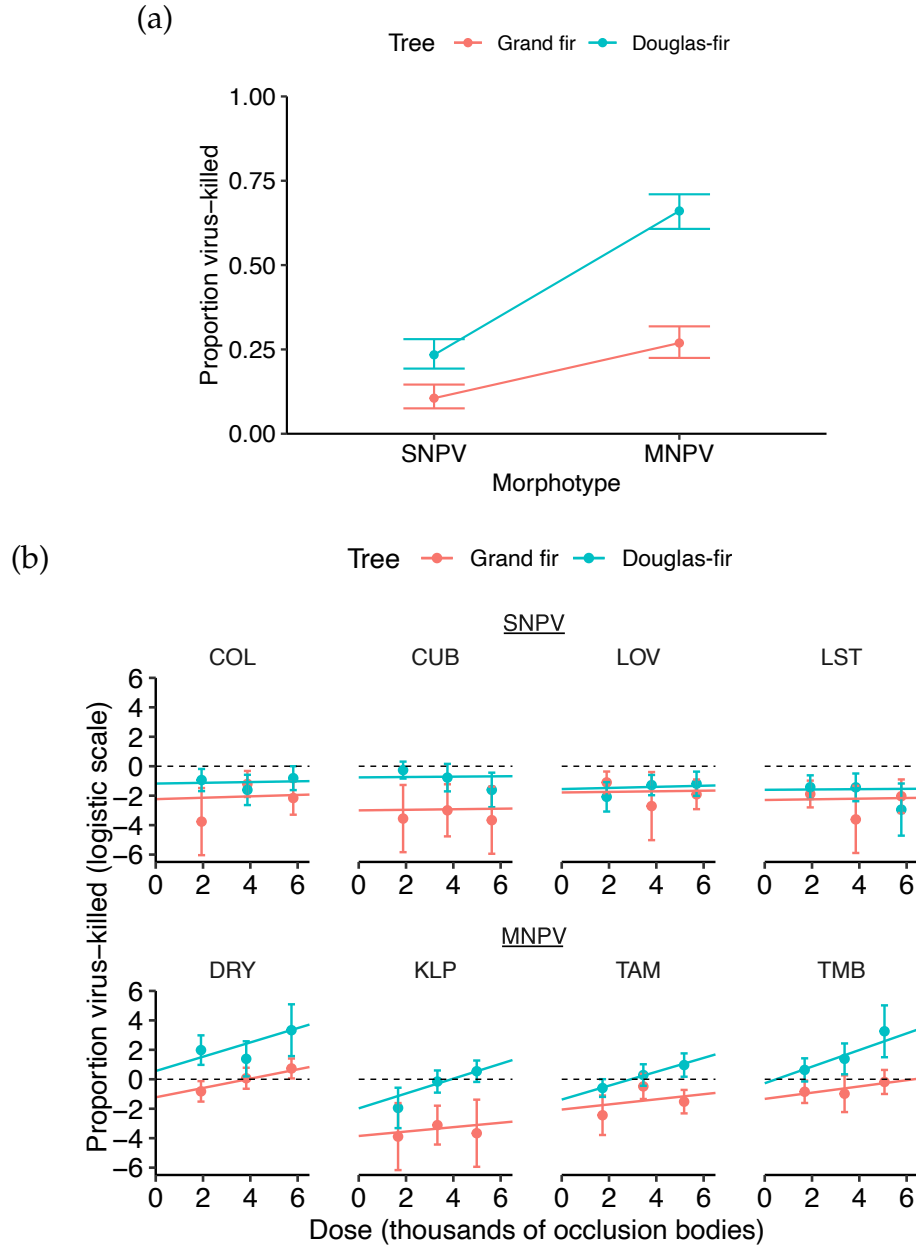 (a)
Tree Grand fir Douglas-fir
1.00
0.75
0.50
0.25
0.00
Proportion virus−killed
SNPV MNPV
Morphotype
(b)
Tree Grand fir Douglas-fir
SNPV
COL CUB LOV LST
6
4
2
0
−2
−4
−6
0 2 4 6 0 2 4 6 0 2 4 6 0 2 4 6
MNPV
DRY KLP TAM TMB
6
4
2
0
−2
−4
−6
0 2 4 6 0 2 4 6 0 2 4 6 0 2 4 6
Proportion virus−killed (logistic scale)
Dose (thousands of occlusion bodies)